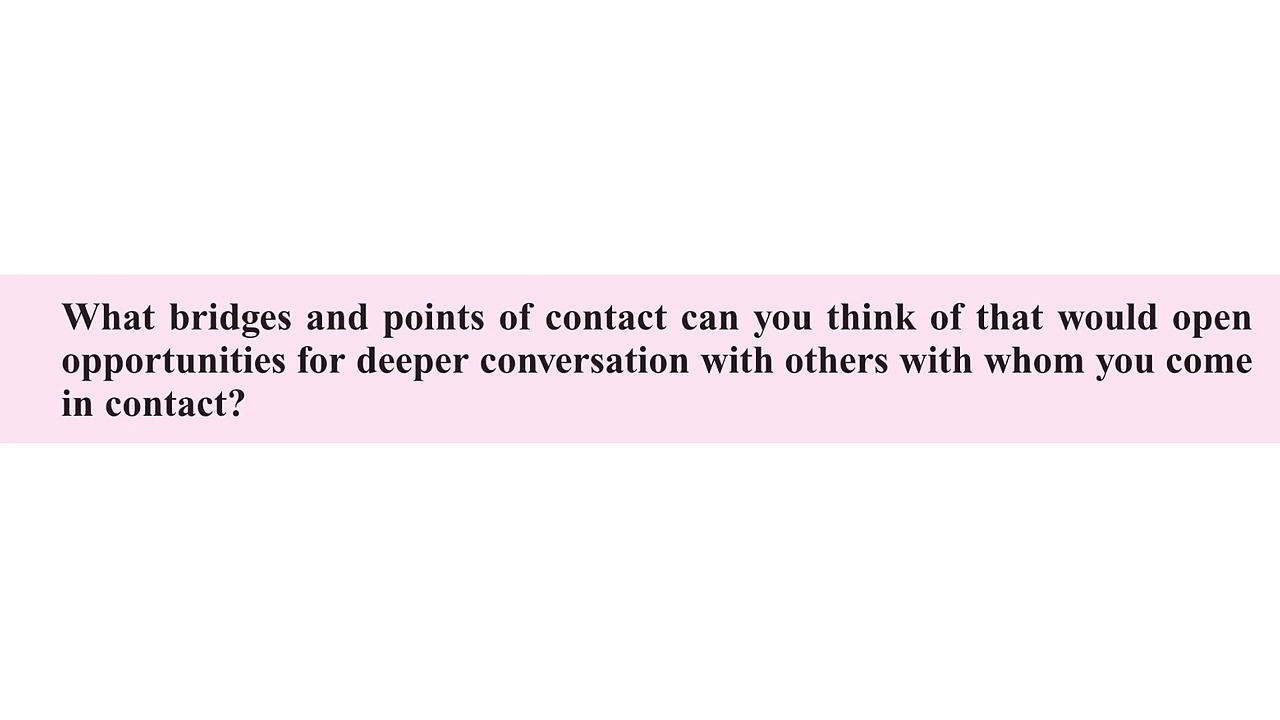 What bridges and points of contact can you think of that would open
opportunities for deeper conversation with others with whom you come
in contact?